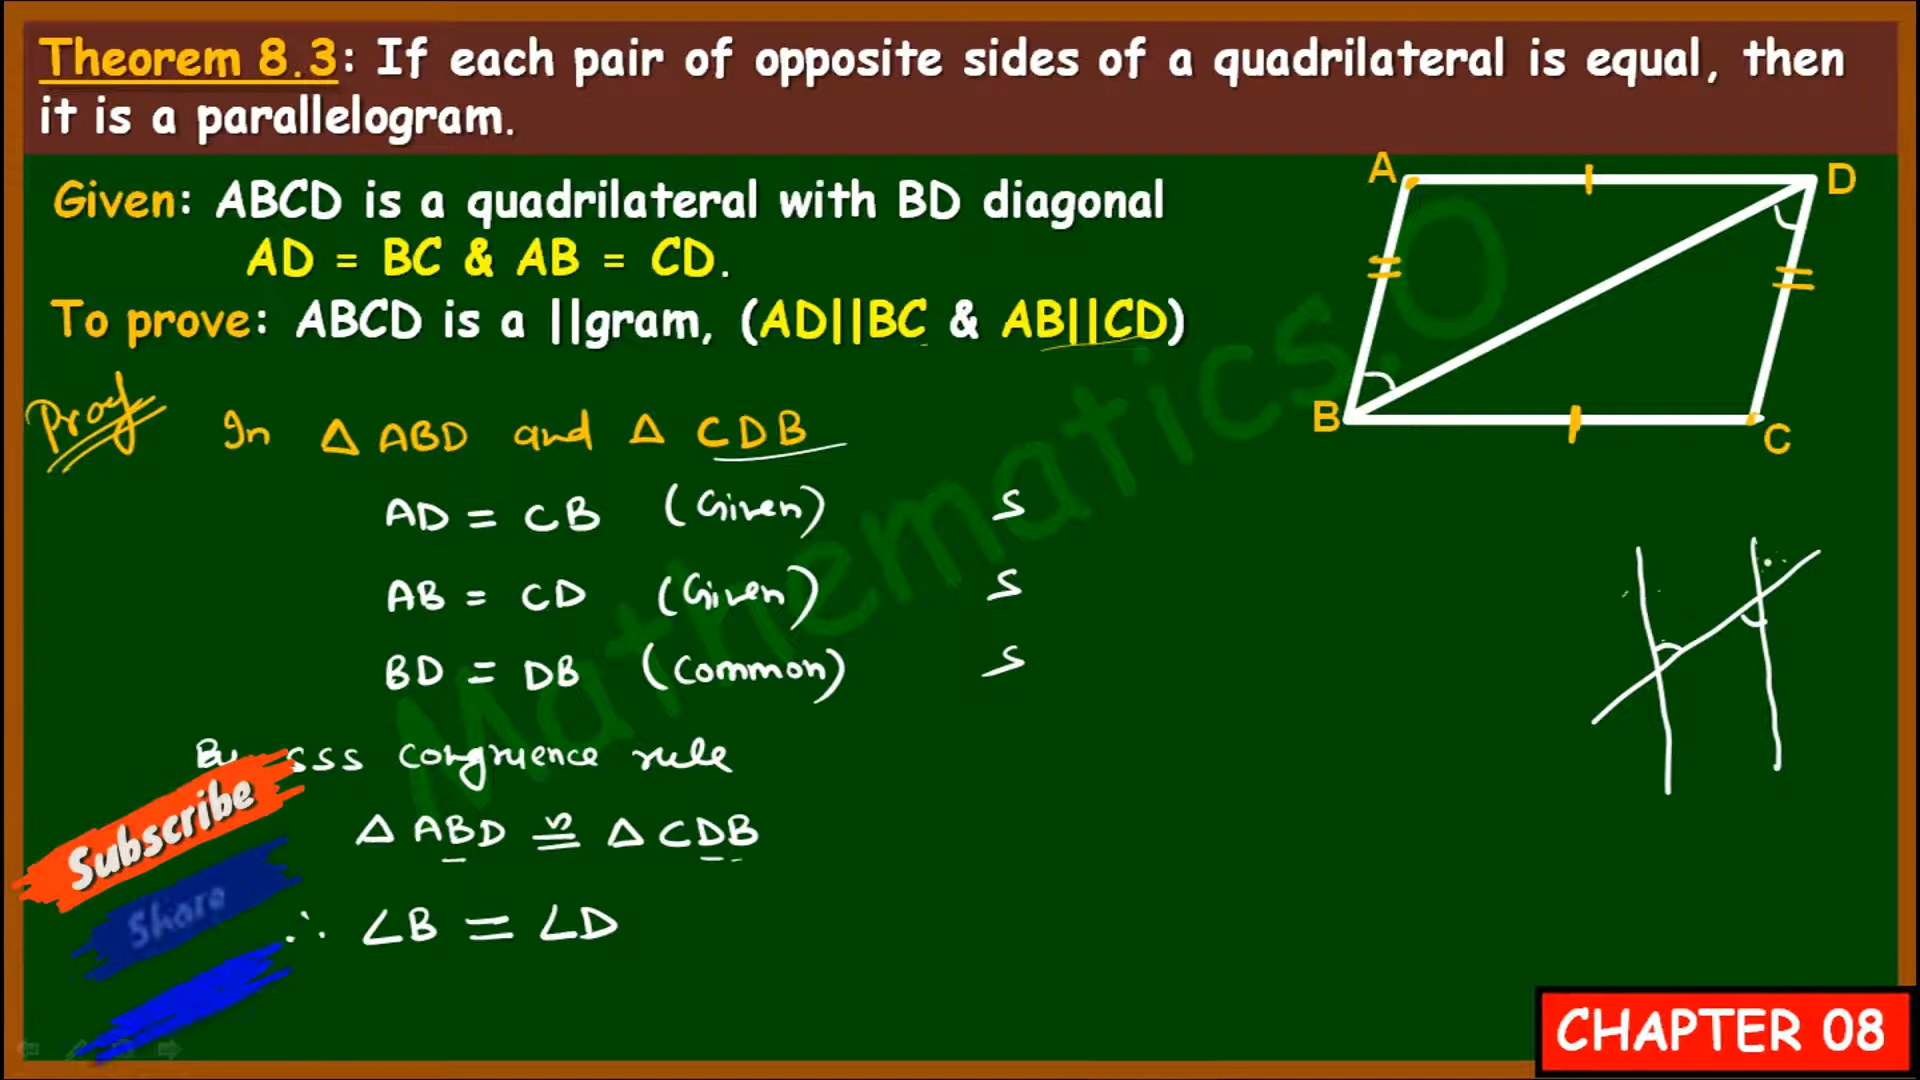 Theorem 8.3: If each pair of opposite sides of a quadrilateral is equal, then
it is a parallelogram.
Given: ABCD is a quadrilateral with BD diagonal
AD = BC & AB = CD.
To prove: ABCD is a ||gram, (AD||BC & AB||CD)
A D
B C
Proof In △ ABD and △ CDB
AD = CB (Given) S
AB = CD (Given) S
BD = DB (Common) S
By SSS congruence rule
△ ABD ≅ △ CDB
∴ ∠B = ∠D
Subscribe
Share
Mathematics.O
CHAPTER 08